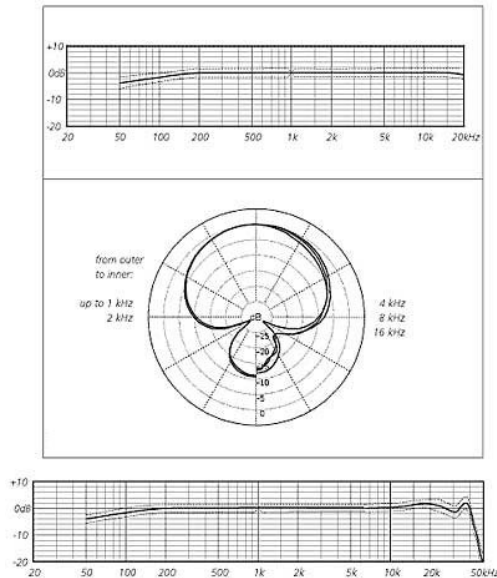 +10
0dB
-10
-20
20 50 100 200 500 1k 2k 5k 10k 20kHz
from outer
to inner:
up to 1 kHz
2 kHz
4 kHz
8 kHz
16 kHz
dB
-25
-20
-10
-5
0
+10
0dB
-10
-20
20 50 100 200 500 1k 2k 5k 10k 20k 50kHz